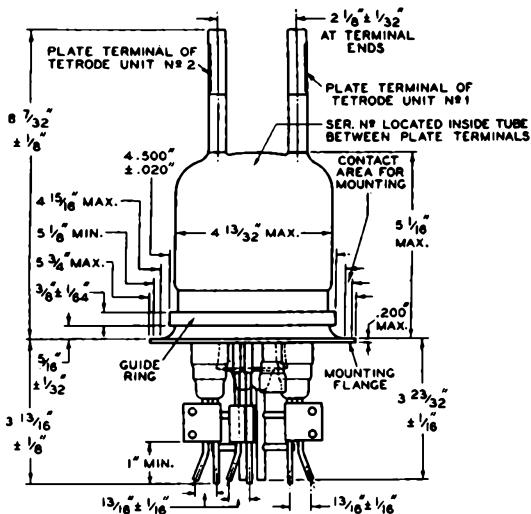 2 1/8" ± 1/32"
AT TERMINAL
ENDS
PLATE TERMINAL OF
TETRODE UNIT Nº 2
PLATE TERMINAL OF
TETRODE UNIT Nº 1
8 7/32"
± 1/8"
SER. Nº LOCATED INSIDE TUBE
BETWEEN PLATE TERMINALS
4.500"
± .020"
CONTACT
AREA FOR
MOUNTING
4 15/16" MAX.
5 1/8" MIN.
5 3/4" MAX.
3/8" ± 1/64"
4 13/32" MAX.
5 1/16"
MAX.
.200"
MAX.
5/16"
± 1/32"
GUIDE
RING
MOUNTING
FLANGE
3 13/16"
± 1/8"
3 23/32"
± 1/16"
1" MIN.
13/16" ± 1/16"
13/16" ± 1/16"